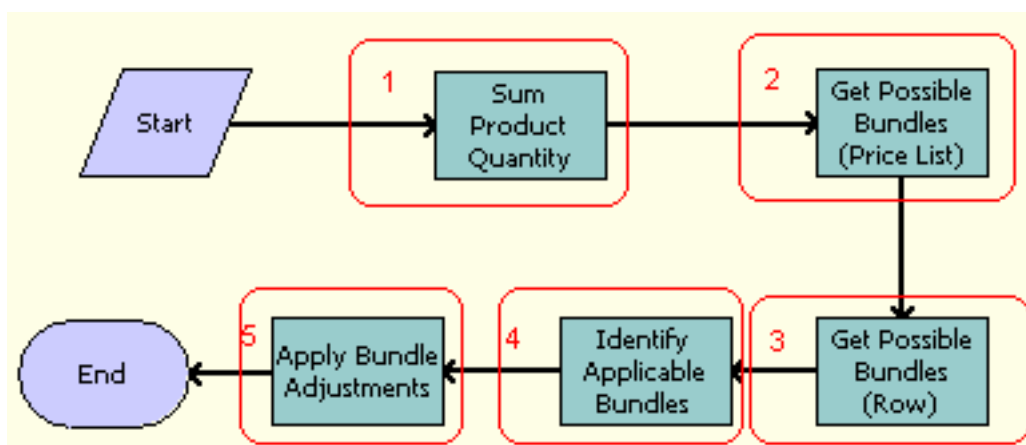 Start
1
Sum
Product
Quantity
2
Get Possible
Bundles
(Price List)
3
Get Possible
Bundles
(Row)
4
Identify
Applicable
Bundles
5
Apply Bundle
Adjustments
End